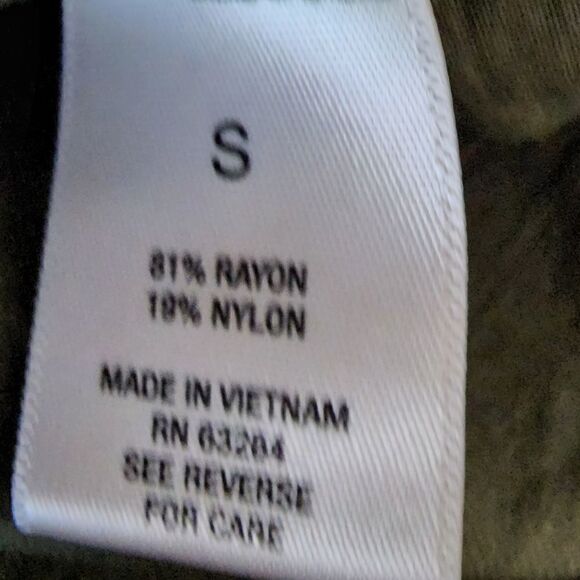 S
81% RAYON
19% NYLON
MADE IN VIETNAM
RN 63284
SEE REVERSE
FOR CARE